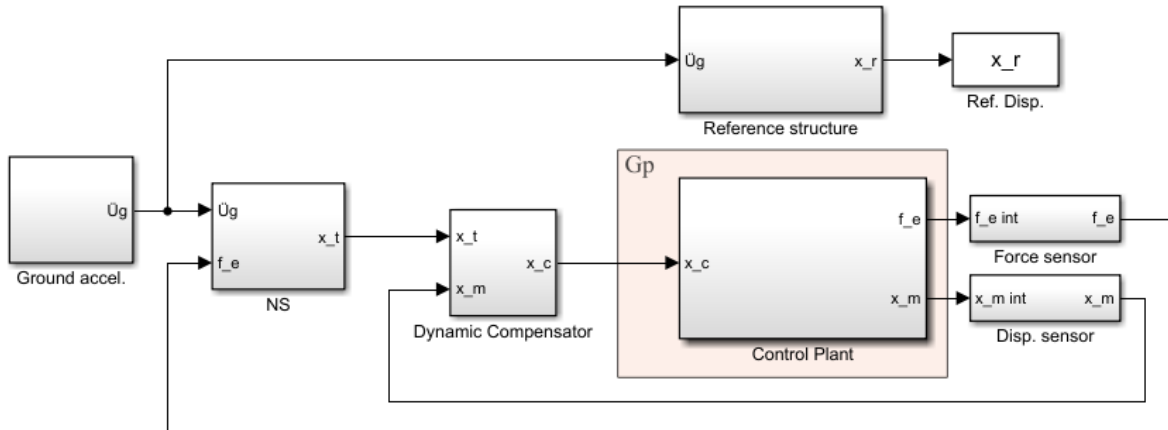 Üg
x_r
Reference structure
x_r
Ref. Disp.
Üg
Ground accel.
Üg
f_e
x_t
NS
x_t
x_m
x_c
Dynamic Compensator
Gp
x_c
f_e
x_m
Control Plant
f_e int
f_e
Force sensor
x_m int
x_m
Disp. sensor